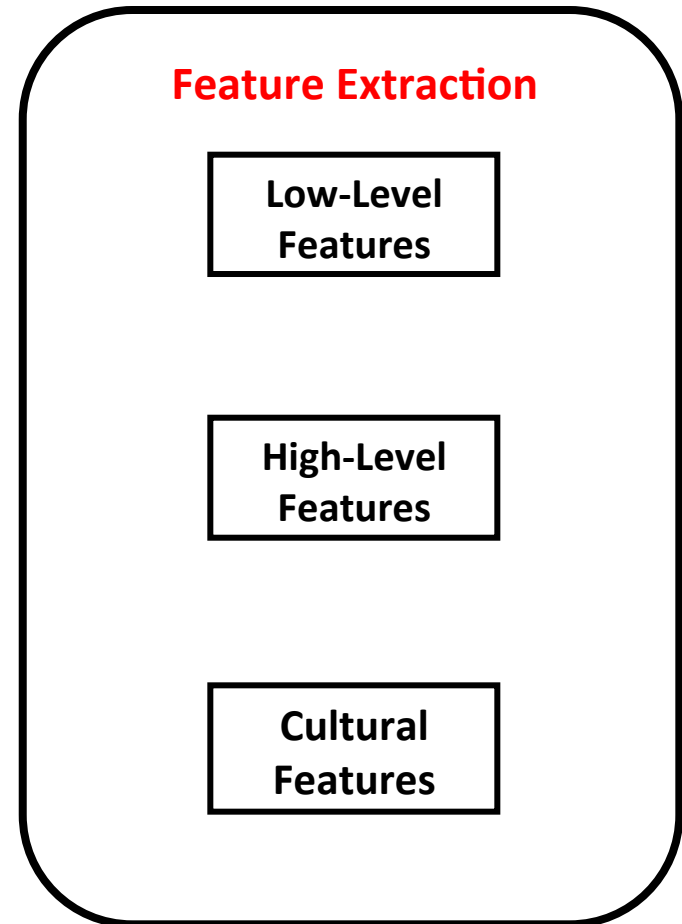 Feature Extraction
Low-Level
Features
High-Level
Features
Cultural
Features